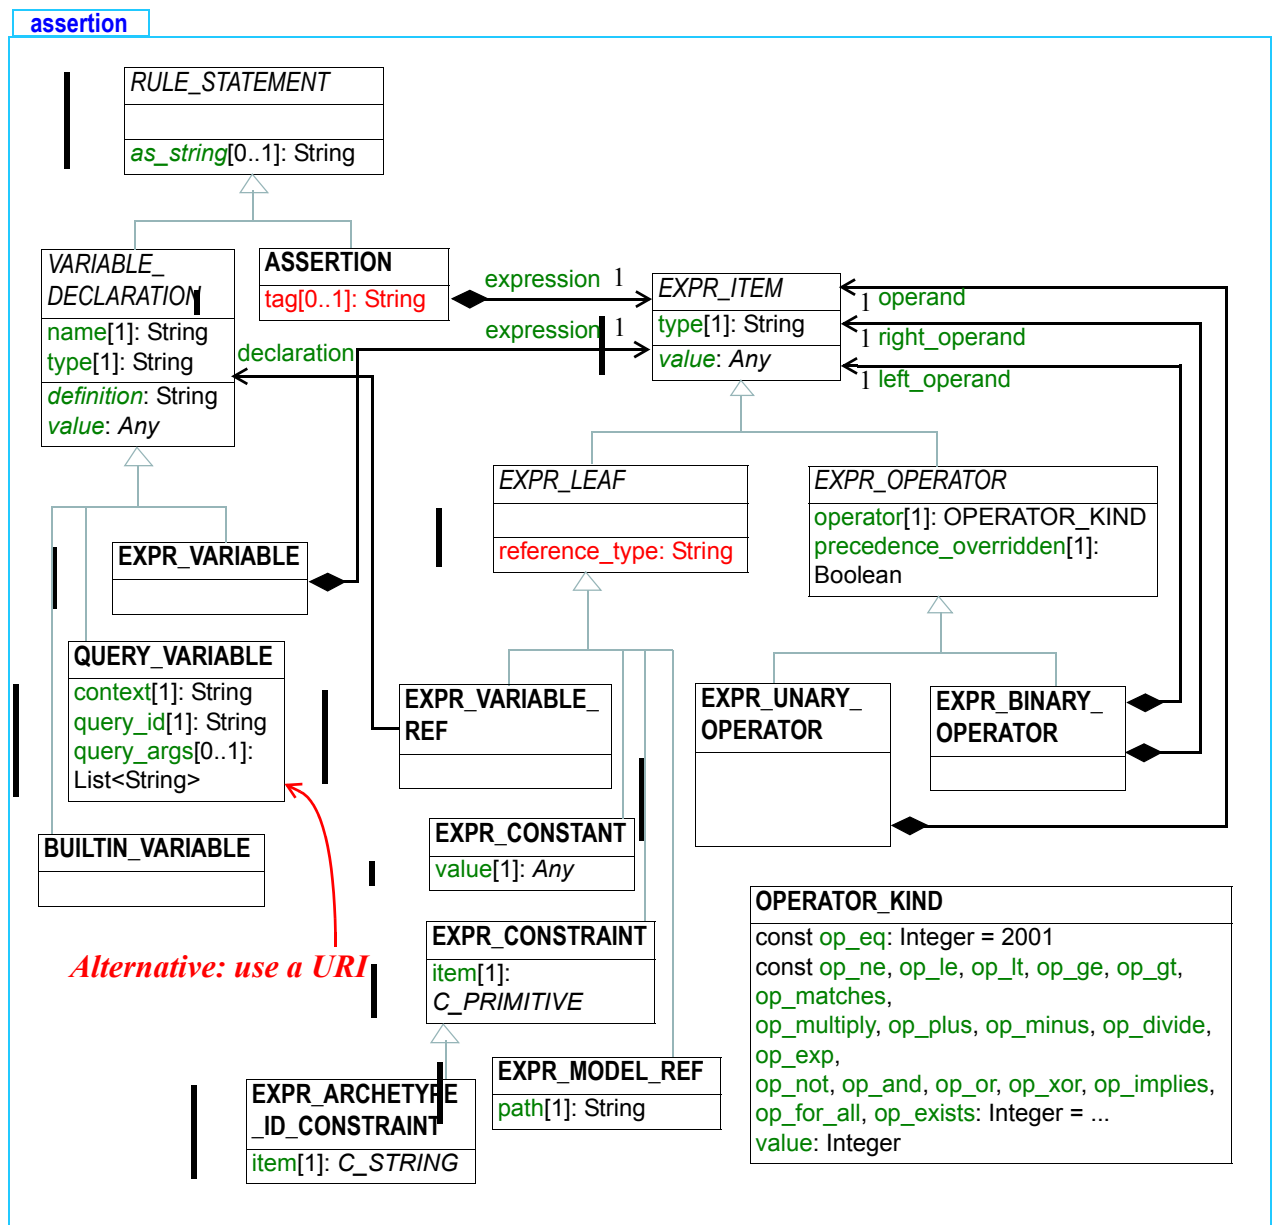 assertion
RULE_STATEMENT
as_string[0..1]: String
VARIABLE_
DECLARATION
name[1]: String
type[1]: String
definition: String
value: Any
ASSERTION
tag[0..1]: String
expression 1
expression 1
declaration
EXPR_ITEM
type[1]: String
value: Any
1 operand
1 right_operand
1 left_operand
EXPR_LEAF
reference_type: String
EXPR_OPERATOR
operator[1]: OPERATOR_KIND
precedence_overridden[1]:
Boolean
EXPR_VARIABLE
QUERY_VARIABLE
context[1]: String
query_id[1]: String
query_args[0..1]:
List<String>
EXPR_VARIABLE_
REF
EXPR_UNARY_
OPERATOR
EXPR_BINARY_
OPERATOR
BUILTIN_VARIABLE
EXPR_CONSTANT
value[1]: Any
Alternative: use a URI
EXPR_CONSTRAINT
item[1]:
C_PRIMITIVE
EXPR_ARCHETYPE
_ID_CONSTRAINT
item[1]: C_STRING
EXPR_MODEL_REF
path[1]: String
OPERATOR_KIND
const op_eq: Integer = 2001
const op_ne, op_le, op_lt, op_ge, op_gt,
op_matches,
op_multiply, op_plus, op_minus, op_divide,
op_exp,
op_not, op_and, op_or, op_xor, op_implies,
op_for_all, op_exists: Integer = ...
value: Integer